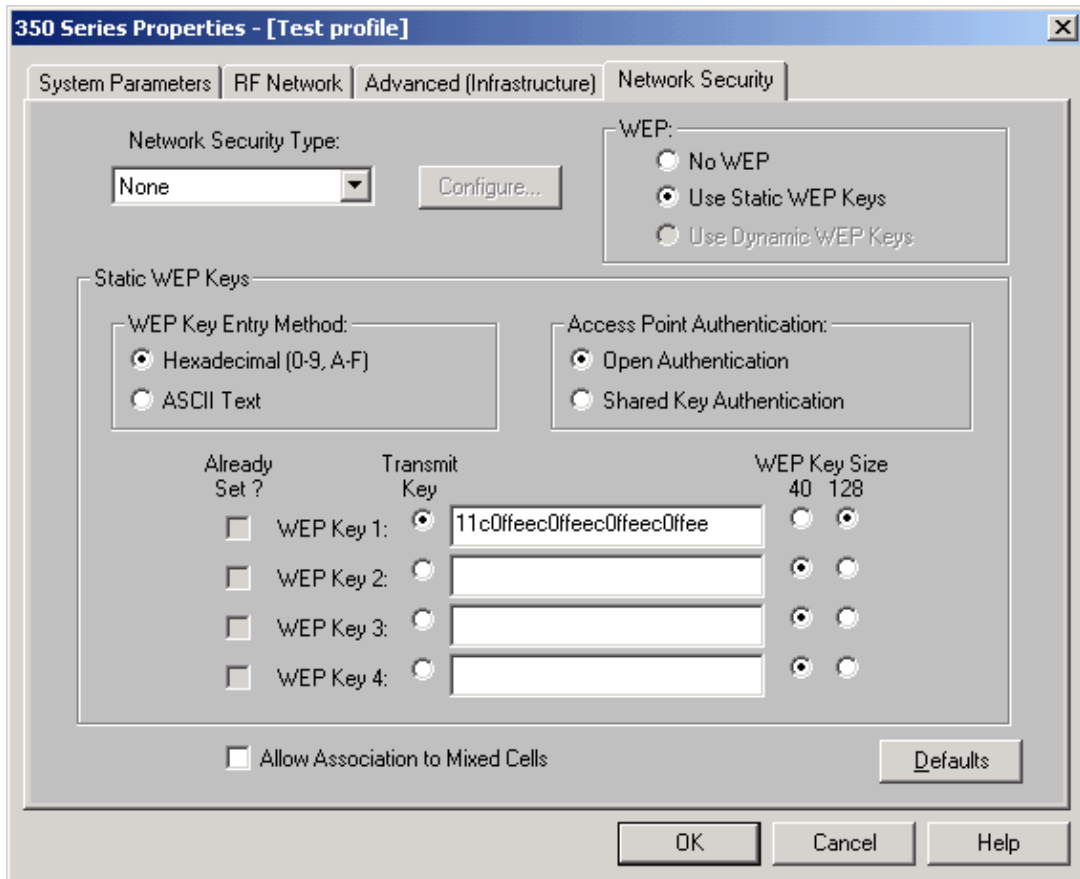 350 Series Properties - [Test profile]
System Parameters RF Network Advanced (Infrastructure) Network Security
Network Security Type:
None
Configure...
WEP:
No WEP
Use Static WEP Keys
Use Dynamic WEP Keys
Static WEP Keys
WEP Key Entry Method:
Hexadecimal (0-9, A-F)
ASCII Text
Access Point Authentication:
Open Authentication
Shared Key Authentication
Already Set ?
Transmit Key
WEP Key Size
40 128
WEP Key 1: 11c0ffeec0ffeec0ffeec0ffee
WEP Key 2:
WEP Key 3:
WEP Key 4:
Allow Association to Mixed Cells
Defaults
OK Cancel Help